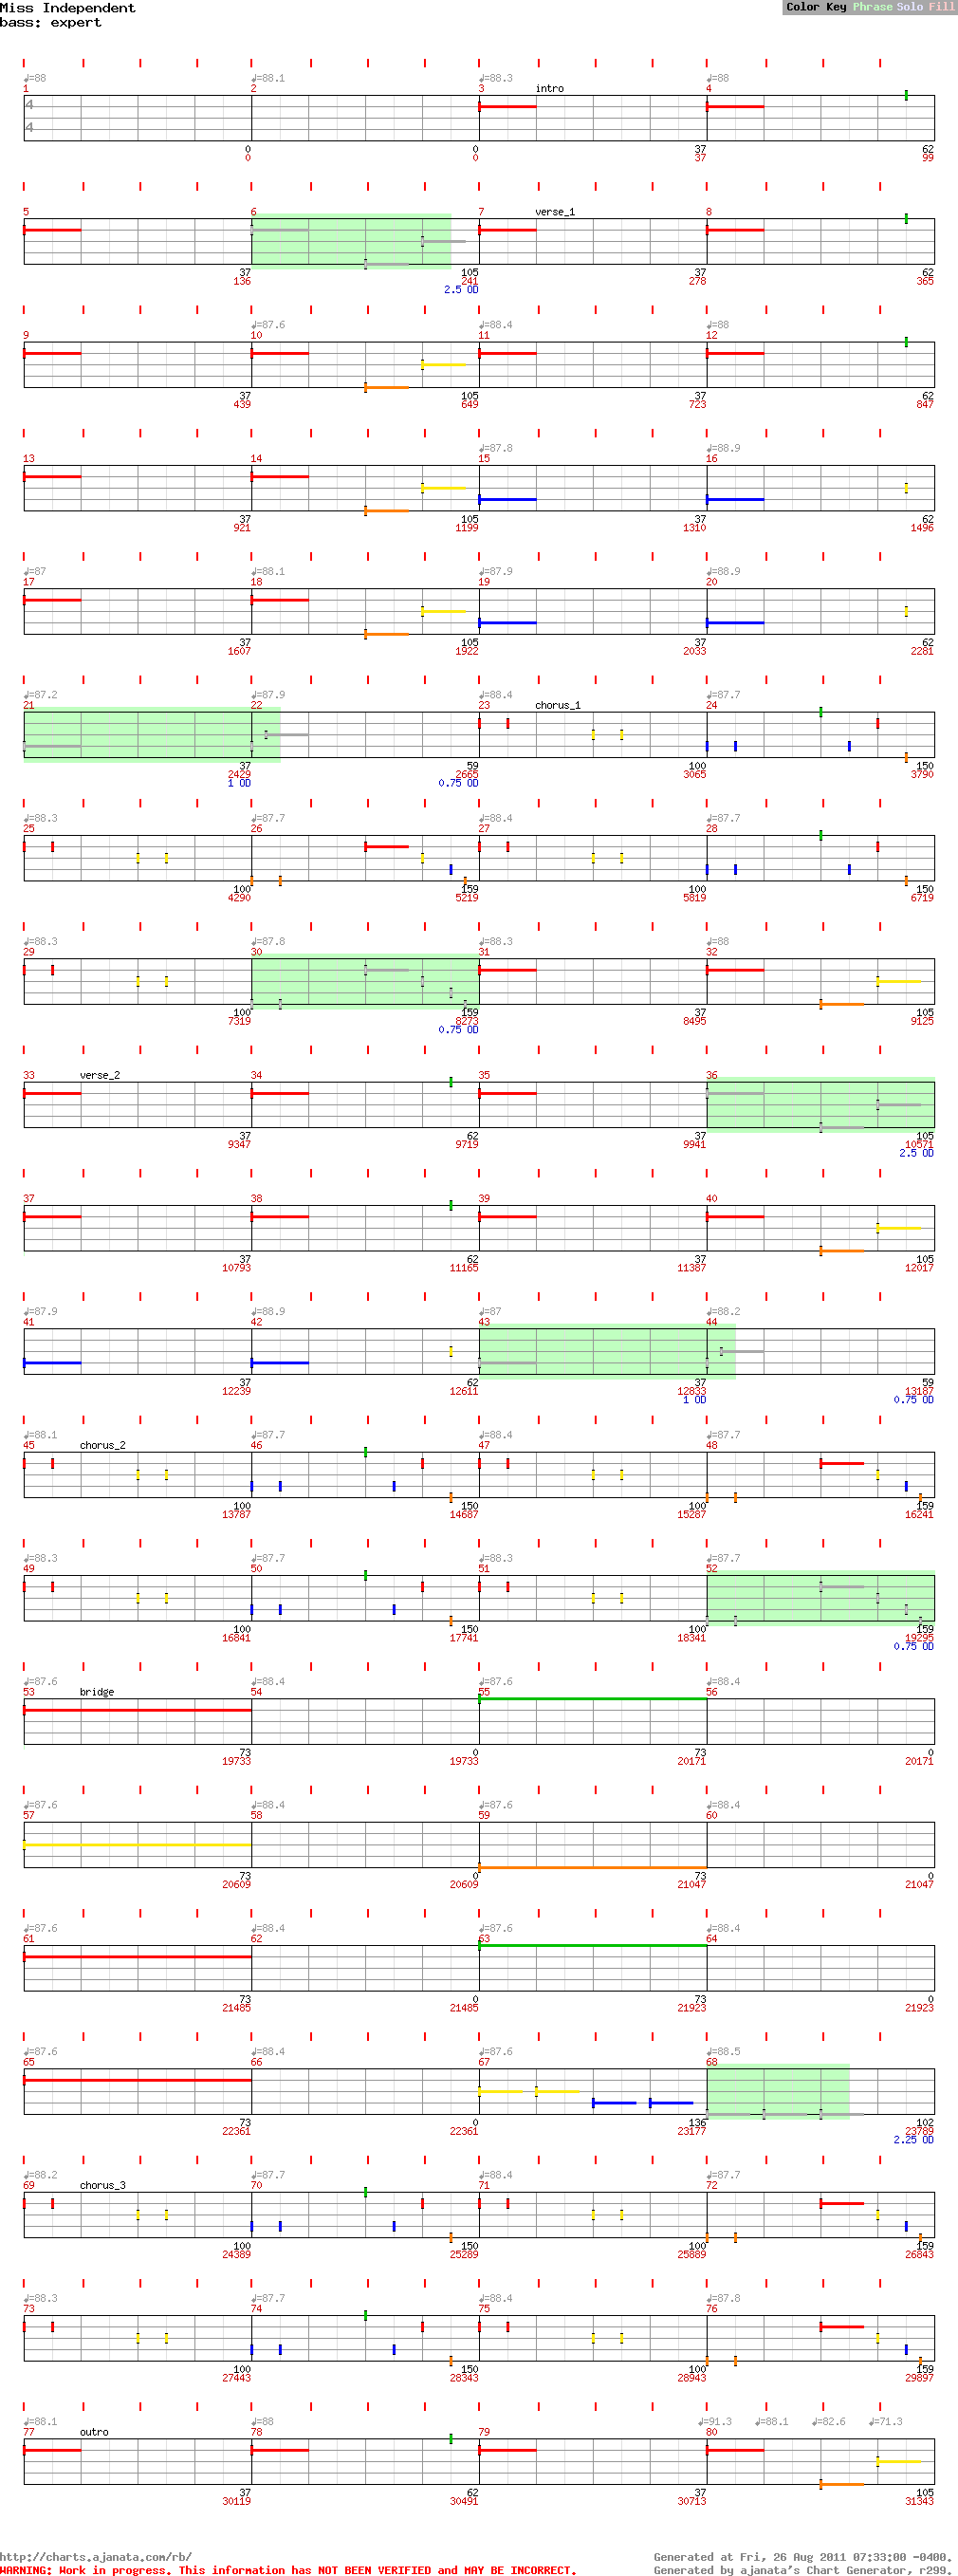 Miss Independent
Color Key Phrase Solo Fill
bass: expert
♩=88 ♩=88.1 ♩=88.3 ♩=88
1 2 3 intro 4
4
4
0 0 37 62
0 0 37 99
5 6 7 verse_1 8
37 105 37 62
136 241 278 365
2.5 OD
♩=87.6 ♩=88.4 ♩=88
9 10 11 12
37 105 37 62
439 649 723 847
♩=87.8 ♩=88.9
13 14 15 16
37 105 37 62
921 1199 1310 1496
♩=87 ♩=88.1 ♩=87.9 ♩=88.9
17 18 19 20
37 105 37 62
1607 1922 2033 2281
♩=87.2 ♩=87.9 ♩=88.4 ♩=87.7
21 22 23 chorus_1 24
37 59 100 150
2429 2665 3065 3790
1 OD 0.75 OD
♩=88.3 ♩=87.7 ♩=88.4 ♩=87.7
25 26 27 28
100 159 100 150
4290 5219 5819 6719
♩=88.3 ♩=87.8 ♩=88.3 ♩=88
29 30 31 32
100 159 37 105
7319 8273 8495 9125
0.75 OD
33 verse_2 34 35 36
37 62 37 105
9347 9719 9941 10571
2.5 OD
37 38 39 40
37 62 37 105
10793 11165 11387 12017
♩=87.9 ♩=88.9 ♩=87 ♩=88.2
41 42 43 44
37 62 37 59
12239 12611 12833 13187
1 OD 0.75 OD
♩=88.1 ♩=87.7 ♩=88.4 ♩=87.7
45 chorus_2 46 47 48
100 150 100 159
13787 14687 15287 16241
♩=88.3 ♩=87.7 ♩=88.3 ♩=87.7
49 50 51 52
100 150 100 159
16841 17741 18341 19295
0.75 OD
♩=87.6 ♩=88.4 ♩=87.6 ♩=88.4
53 bridge 54 55 56
73 0 73 0
19733 19733 20171 20171
♩=87.6 ♩=88.4 ♩=87.6 ♩=88.4
57 58 59 60
73 0 73 0
20609 20609 21047 21047
♩=87.6 ♩=88.4 ♩=87.6 ♩=88.4
61 62 63 64
73 0 73 0
21485 21485 21923 21923
♩=87.6 ♩=88.4 ♩=87.6 ♩=88.5
65 66 67 68
73 0 136 102
22361 22361 23177 23789
2.25 OD
♩=88.2 ♩=87.7 ♩=88.4 ♩=87.7
69 chorus_3 70 71 72
100 150 100 159
24389 25289 25889 26843
♩=88.3 ♩=87.7 ♩=88.4 ♩=87.8
73 74 75 76
100 150 100 159
27443 28343 28943 29897
♩=88.1 ♩=88 ♩=91.3 ♩=88.1 ♩=82.6 ♩=71.3
77 outro 78 79 80
37 62 37 105
30119 30491 30713 31343
http://charts.ajanata.com/rb/
Generated at Fri, 26 Aug 2011 07:33:00 -0400.
WARNING: Work in progress. This information has NOT BEEN VERIFIED and MAY BE INCORRECT.
Generated by ajanata's Chart Generator, r299.